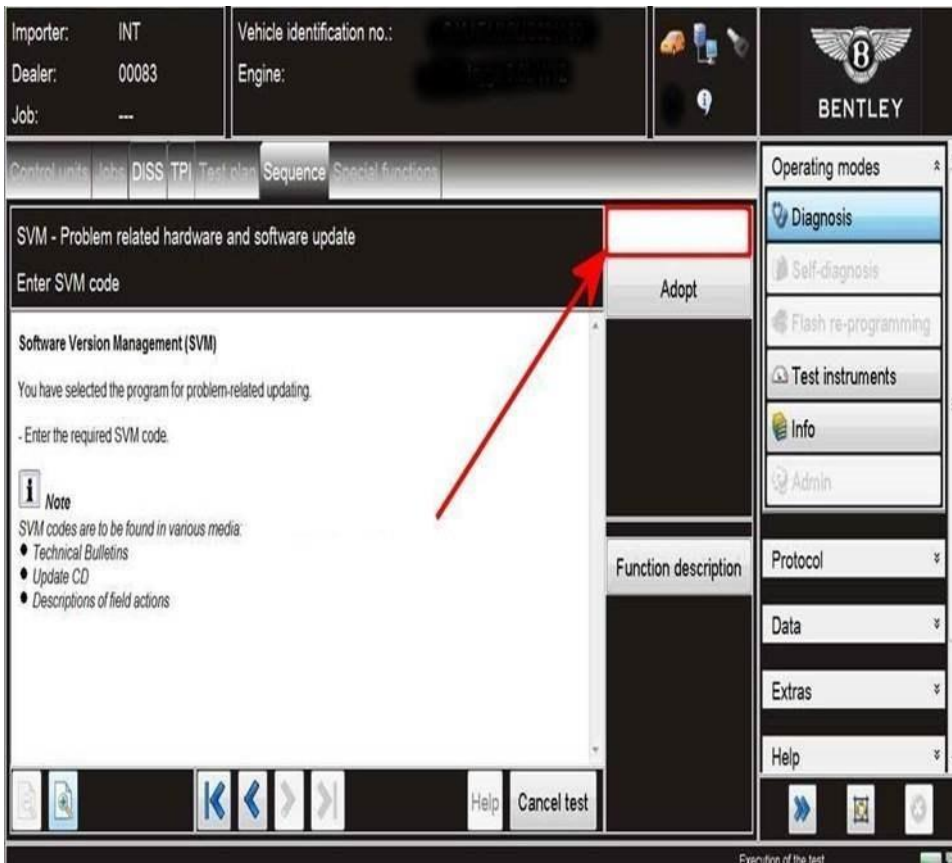 Importer: INT
Dealer: 00083
Job: ---
Vehicle identification no.:
Engine:
BENTLEY
Control units Jobs DISS TPI Test plan Sequence Special functions
SVM - Problem related hardware and software update
Enter SVM code
Adopt
Software Version Management (SVM)
You have selected the program for problem-related updating.
- Enter the required SVM code.
Note
SVM codes are to be found in various media:
● Technical Bulletins
● Update CD
● Descriptions of field actions
Function description
Help
Cancel test
Operating modes
Diagnosis
Self-diagnosis
Flash re-programming
Test instruments
Info
Admin
Protocol
Data
Extras
Help
Execution of the test